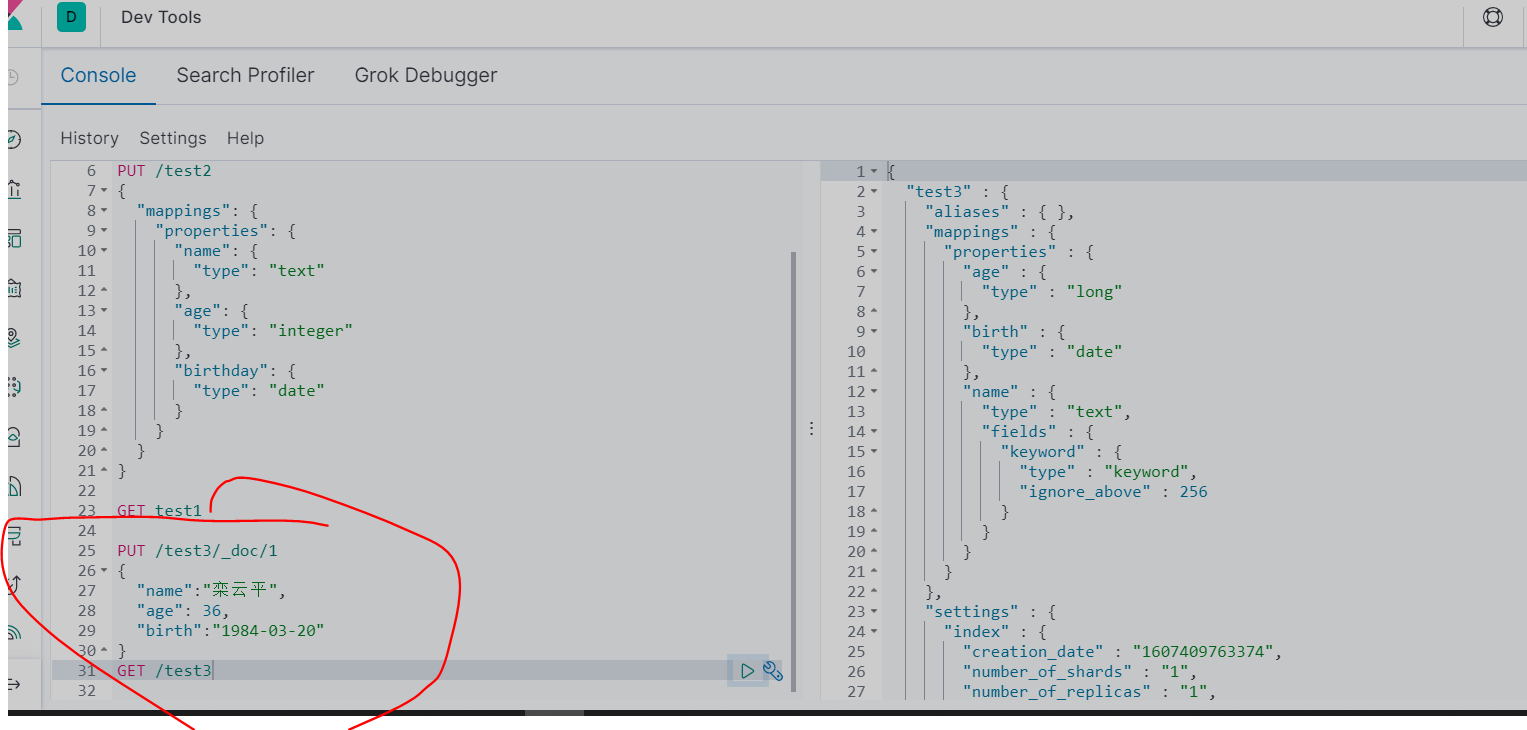 D Dev Tools
Console Search Profiler Grok Debugger
History Settings Help
6 PUT /test2
7 {
8 "mappings": {
9 "properties": {
10 "name": {
11 "type": "text"
12 },
13 "age": {
14 "type": "integer"
15 },
16 "birthday": {
17 "type": "date"
18 }
19 }
20 }
21 }
22
23 GET test1
24
25 PUT /test3/_doc/1
26 {
27 "name":"栾云平",
28 "age": 36,
29 "birth":"1984-03-20"
30 }
31 GET /test3
32
1 {
2 "test3" : {
3 "aliases" : { },
4 "mappings" : {
5 "properties" : {
6 "age" : {
7 "type" : "long"
8 },
9 "birth" : {
10 "type" : "date"
11 },
12 "name" : {
13 "type" : "text",
14 "fields" : {
15 "keyword" : {
16 "type" : "keyword",
17 "ignore_above" : 256
18 }
19 }
20 }
21 }
22 },
23 "settings" : {
24 "index" : {
25 "creation_date" : "1607409763374",
26 "number_of_shards" : "1",
27 "number_of_replicas" : "1",